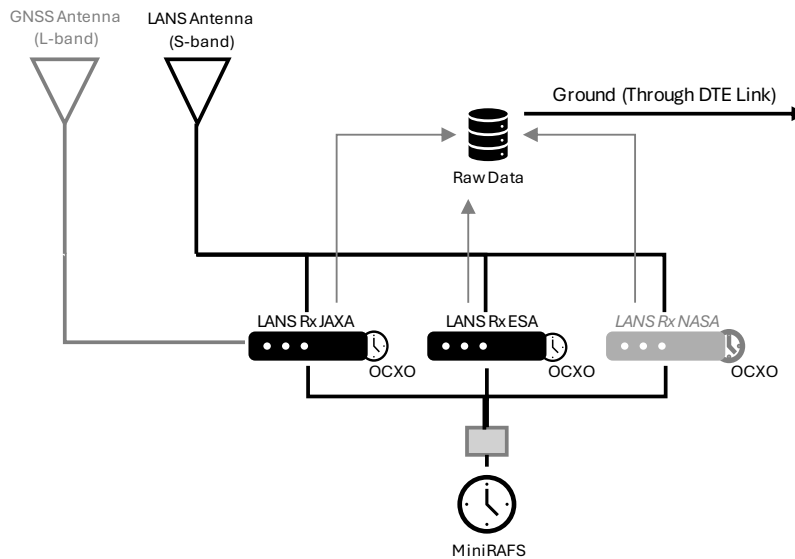 GNSS Antenna
(L-band)
LANS Antenna
(S-band)
Ground (Through DTE Link)
Raw Data
LANS Rx JAXA
LANS Rx ESA
LANS Rx NASA
OCXO
OCXO
OCXO
MiniRAFS